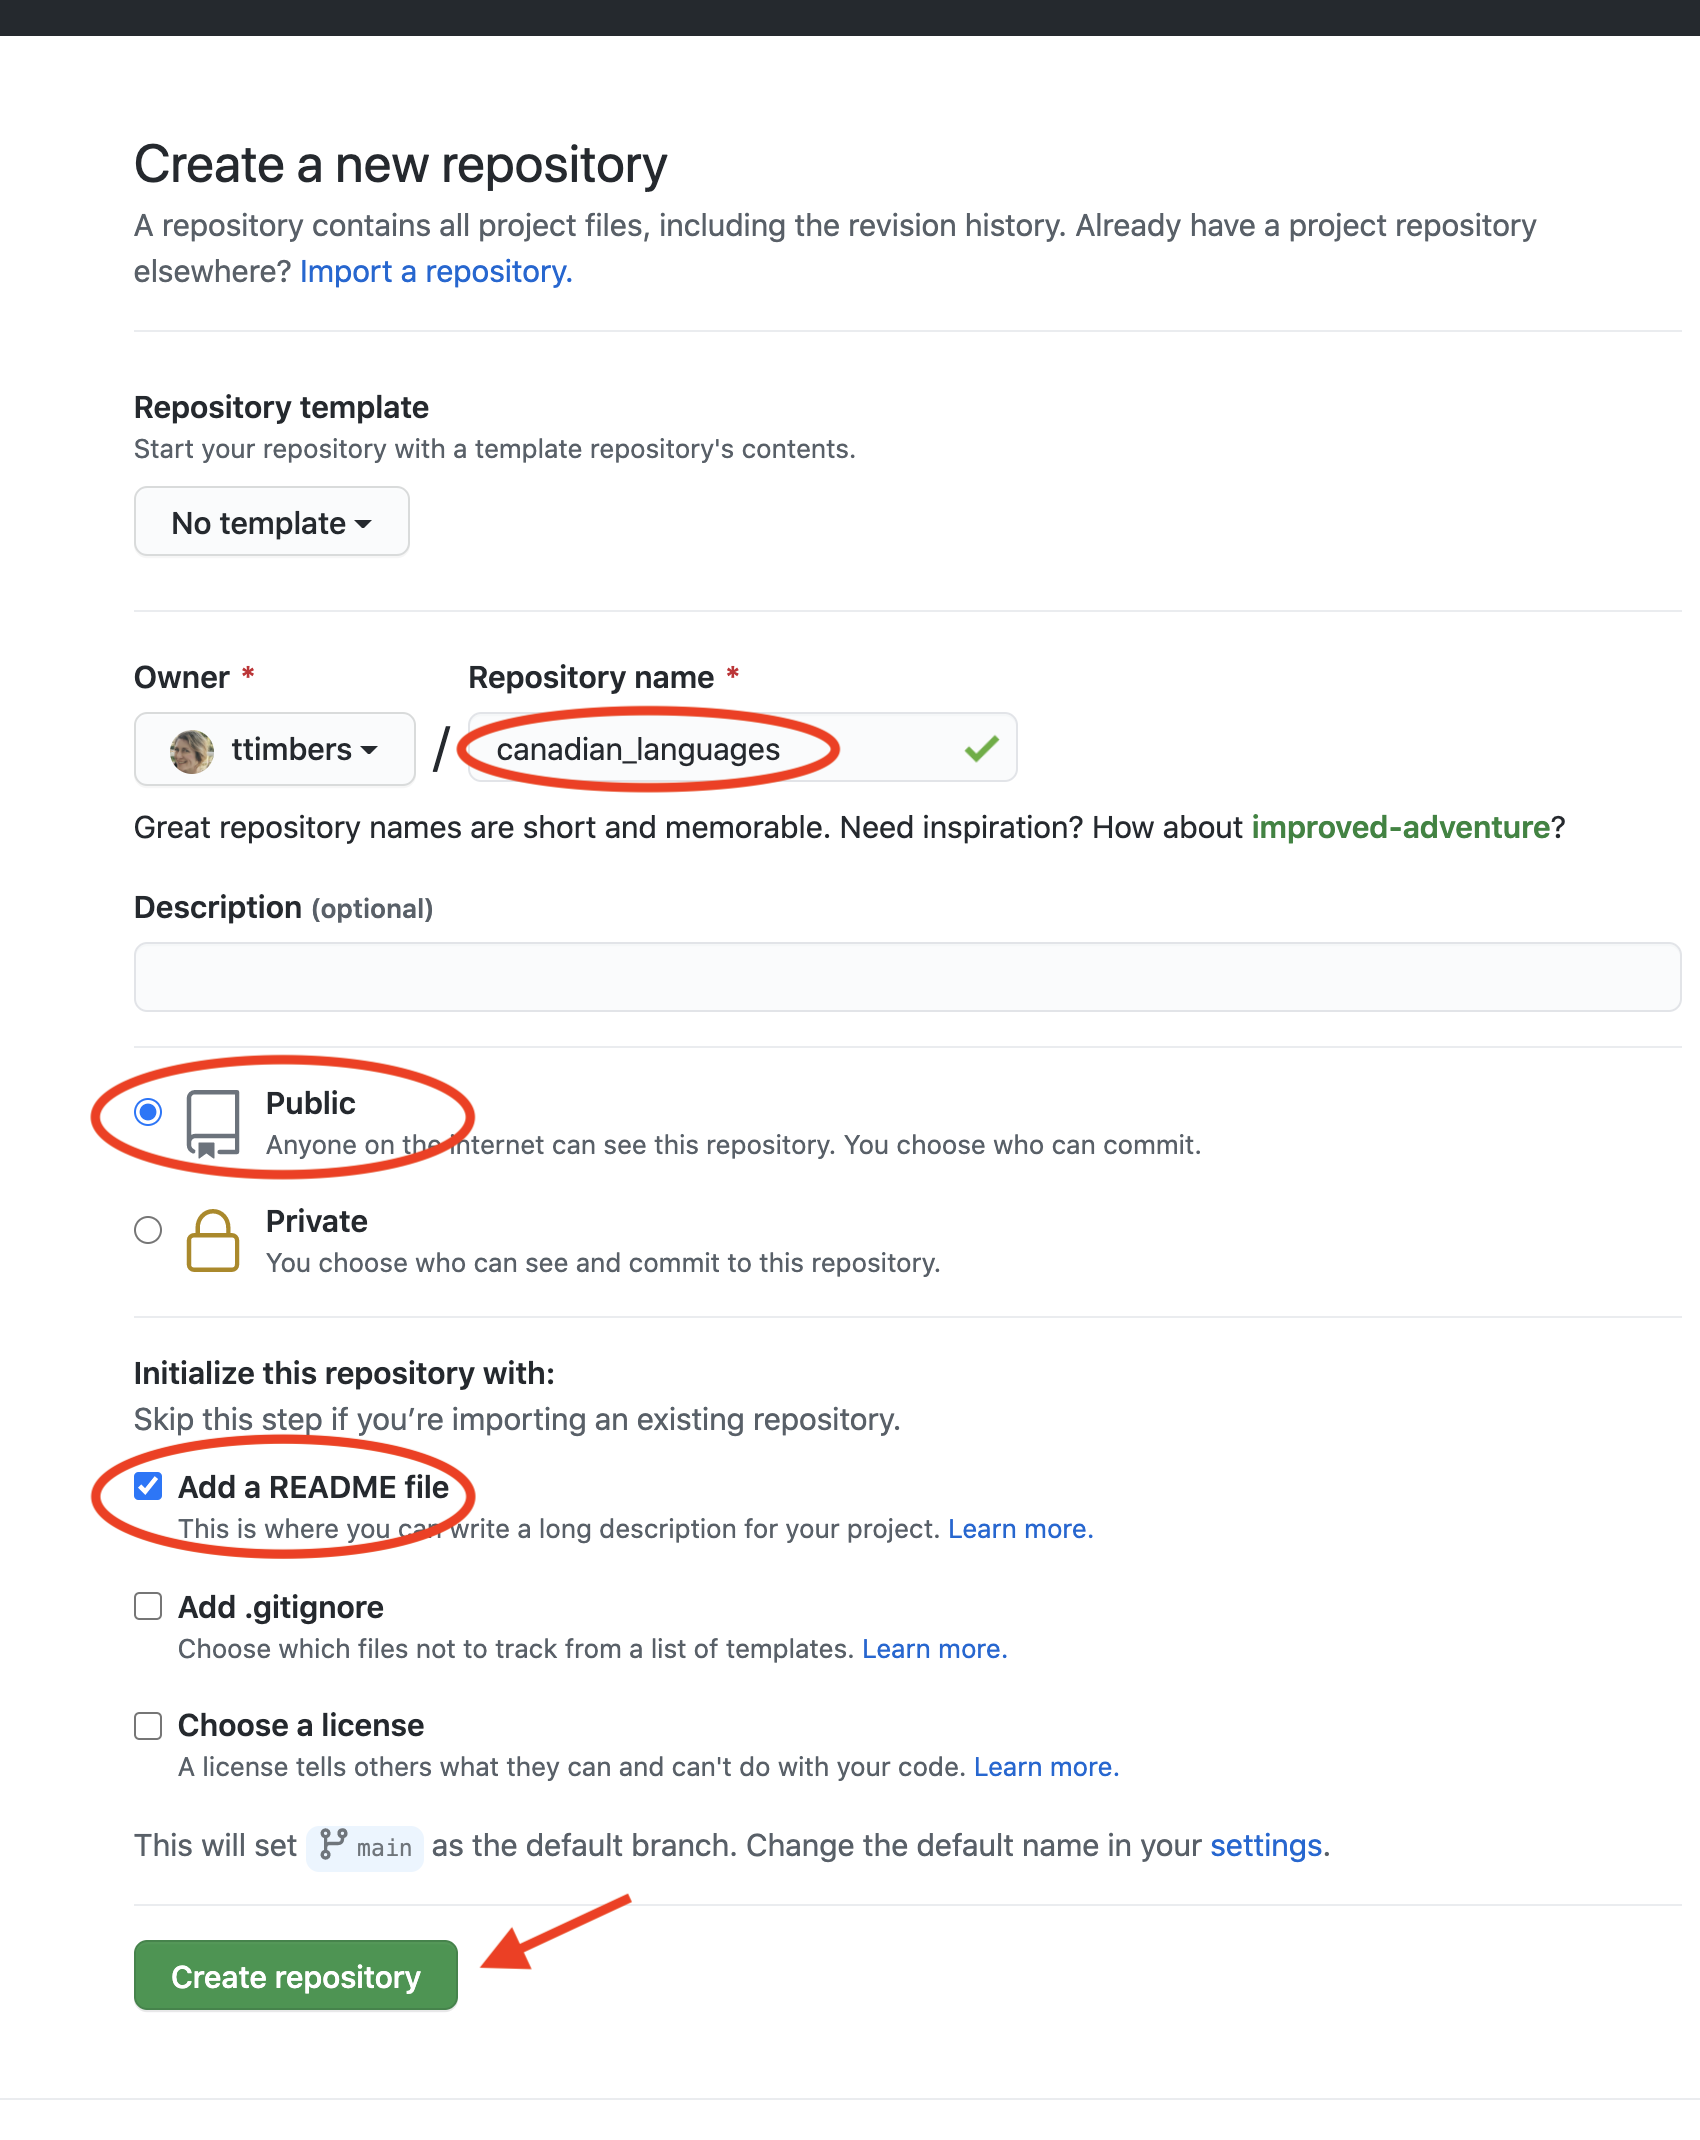 Create a new repository
A repository contains all project files, including the revision history. Already have a project repository
elsewhere? Import a repository.
Repository template
Start your repository with a template repository's contents.
No template
Owner *
Repository name *
ttimbers
/
canadian_languages
Great repository names are short and memorable. Need inspiration? How about improved-adventure?
Description (optional)
Public
Anyone on the internet can see this repository. You choose who can commit.
Private
You choose who can see and commit to this repository.
Initialize this repository with:
Skip this step if you’re importing an existing repository.
Add a README file
This is where you can write a long description for your project. Learn more.
Add .gitignore
Choose which files not to track from a list of templates. Learn more.
Choose a license
A license tells others what they can and can't do with your code. Learn more.
This will set main as the default branch. Change the default name in your settings.
Create repository